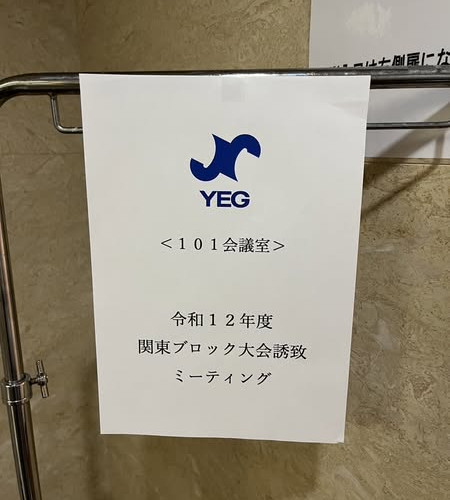 YEG
＜１０１会議室＞
令和１２年度
関東ブロック大会誘致
ミーティング